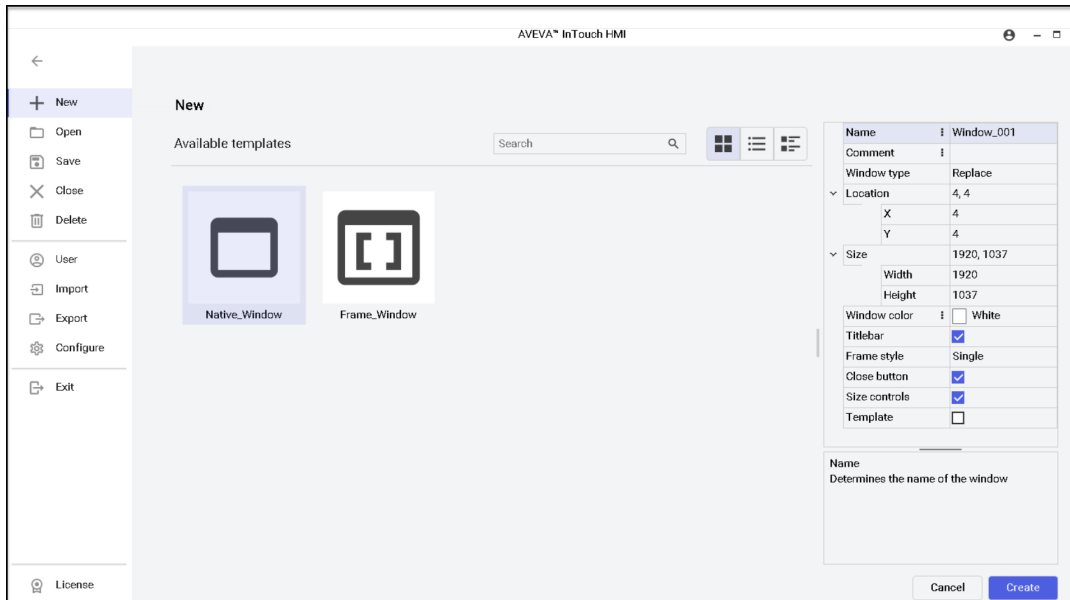 AVEVA™ InTouch HMI
New
Open
Save
Close
Delete
User
Import
Export
Configure
Exit
License
New
Available templates
Search
Native_Window
Frame_Window
Name Window_001
Comment
Window type Replace
Location 4, 4
X 4
Y 4
Size 1920, 1037
Width 1920
Height 1037
Window color White
Titlebar
Frame style Single
Close button
Size controls
Template
Name
Determines the name of the window
Cancel Create